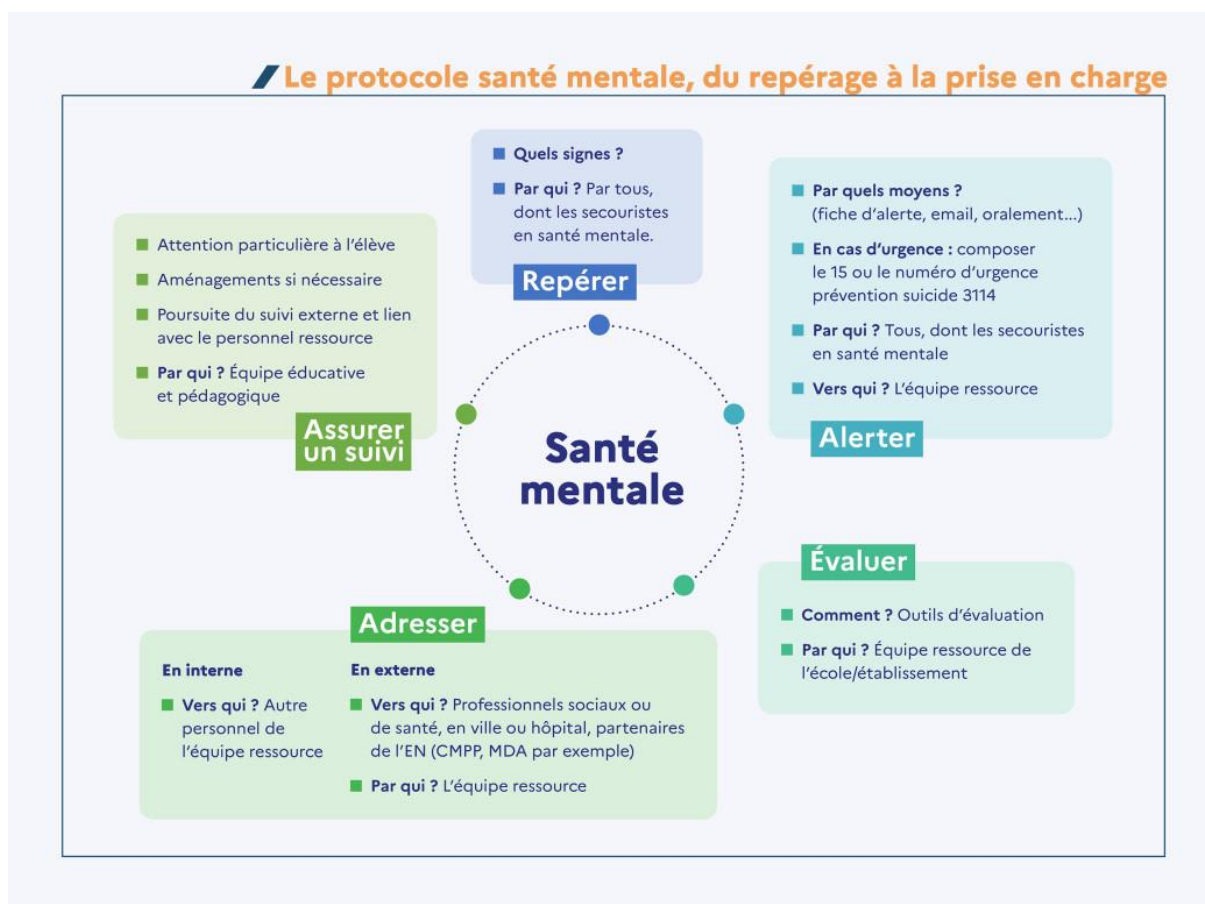 Le protocole santé mentale, du repérage à la prise en charge
Quels signes ?
Par qui ? Par tous,
dont les secouristes
en santé mentale.
Repérer
Par quels moyens ?
(fiche d'alerte, email, oralement...)
En cas d'urgence : composer
le 15 ou le numéro d'urgence
prévention suicide 3114
Par qui ? Tous, dont les secouristes
en santé mentale
Vers qui ? L'équipe ressource
Alerter
Évaluer
Comment ? Outils d'évaluation
Par qui ? Équipe ressource de
l'école/établissement
Adresser
En interne
Vers qui ? Autre
personnel de
l'équipe ressource
En externe
Vers qui ? Professionnels sociaux ou
de santé, en ville ou hôpital, partenaires
de l'EN (CMPP, MDA par exemple)
Par qui ? L'équipe ressource
Attention particulière à l'élève
Aménagements si nécessaire
Poursuite du suivi externe et lien
avec le personnel ressource
Par qui ? Équipe éducative
et pédagogique
Assurer
un suivi
Santé
mentale